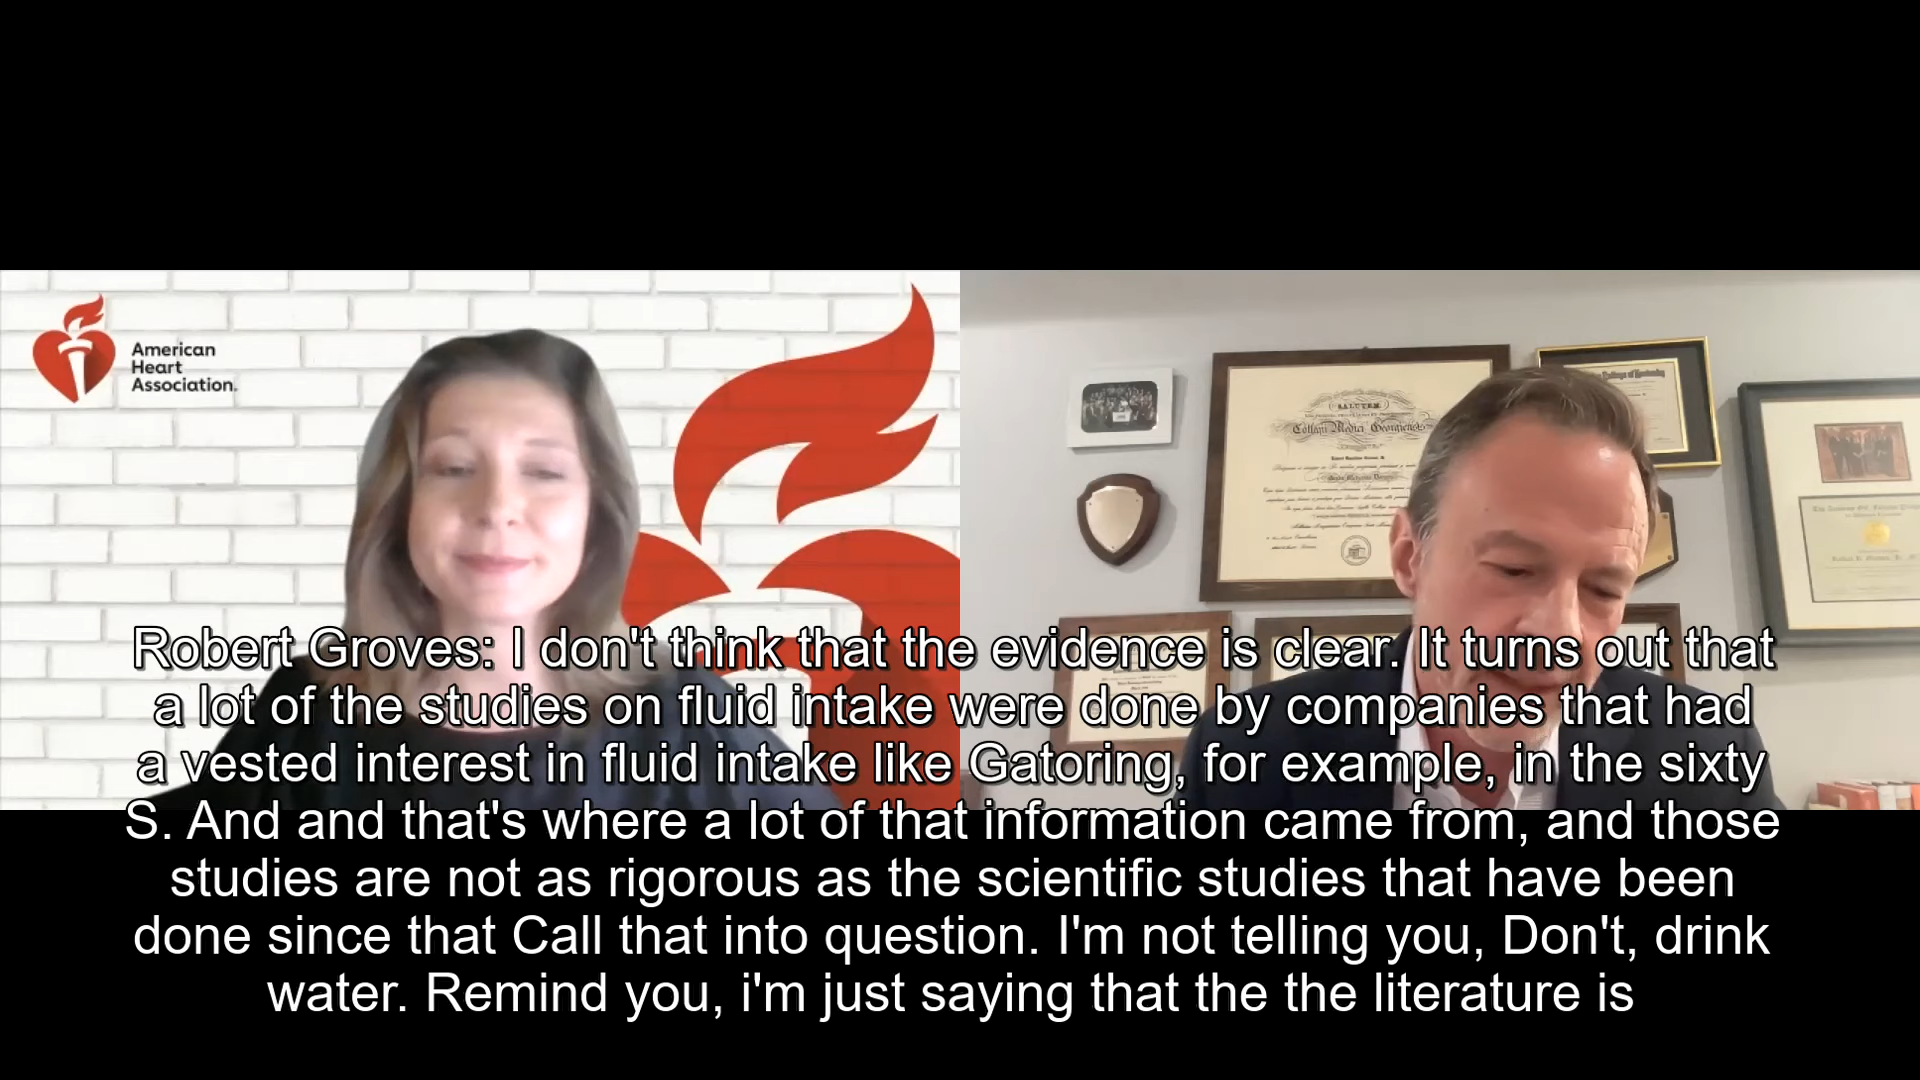 American
Heart
Association.
SALUTEM
Collegii Medici Georgiensis
Robert Groves: I don't think that the evidence is clear. It turns out that
a lot of the studies on fluid intake were done by companies that had
a vested interest in fluid intake like Gatoring, for example, in the sixty
S. And and that's where a lot of that information came from, and those
studies are not as rigorous as the scientific studies that have been
done since that Call that into question. I'm not telling you, Don't, drink
water. Remind you, i'm just saying that the the literature is